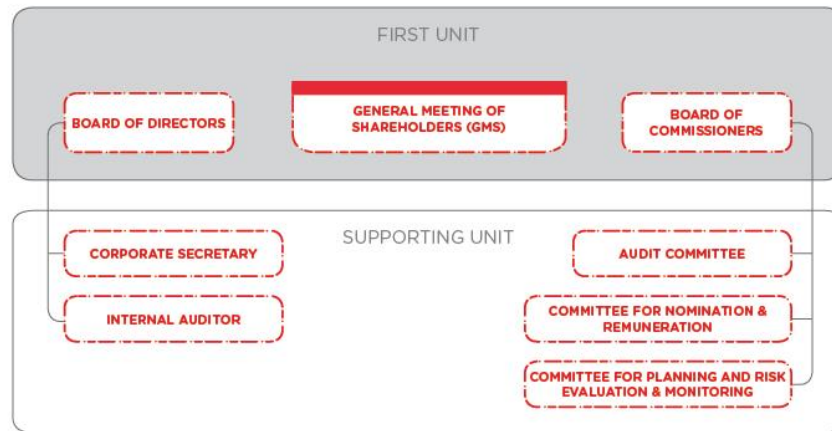 FIRST UNIT
BOARD OF DIRECTORS
GENERAL MEETING OF
SHAREHOLDERS (GMS)
BOARD OF
COMMISSIONERS
SUPPORTING UNIT
CORPORATE SECRETARY
AUDIT COMMITTEE
INTERNAL AUDITOR
COMMITTEE FOR NOMINATION &
REMUNERATION
COMMITTEE FOR PLANNING AND RISK
EVALUATION & MONITORING